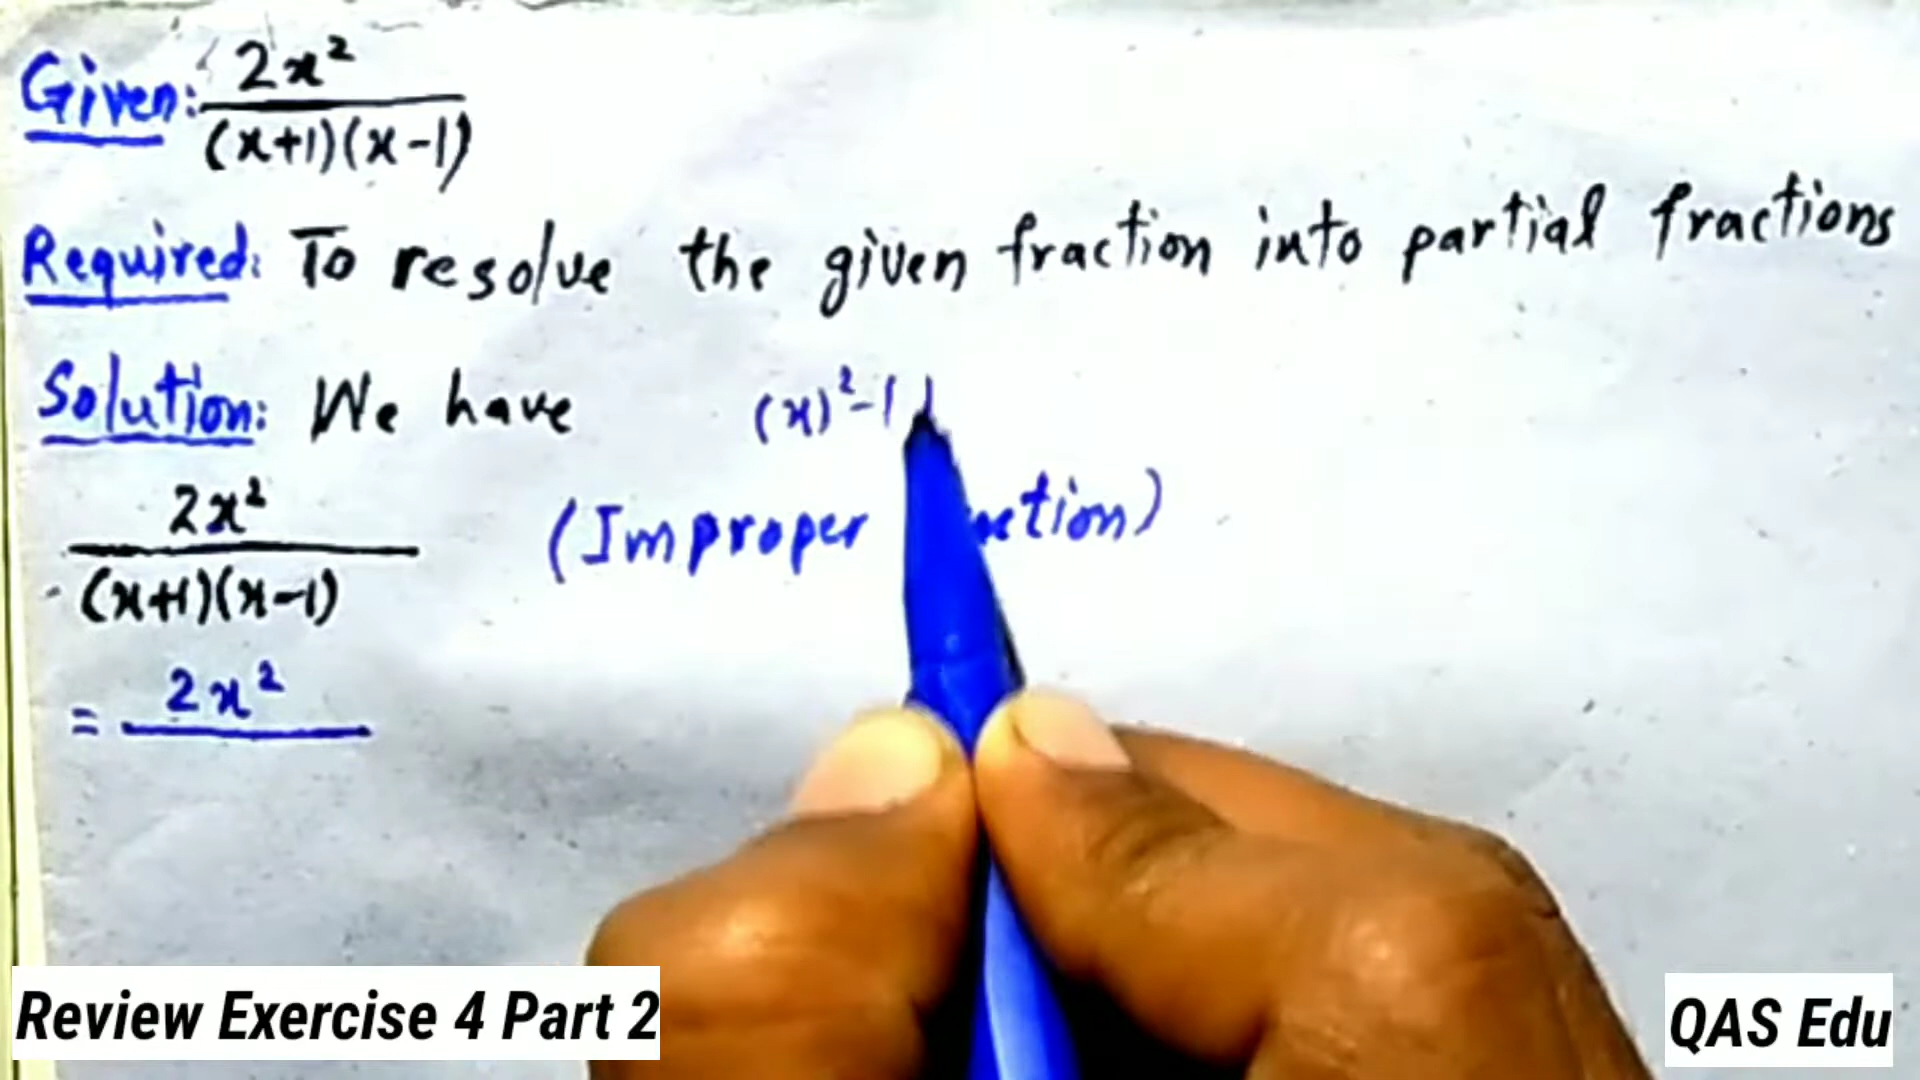 Given: 2x²
(x+1)(x-1)
Required: To resolve the given fraction into partial fractions
Solution: We have (x)²-(1
2x² (Improper
(x+1)(x-1)
= 2x²
Review Exercise 4 Part 2
QAS Edu